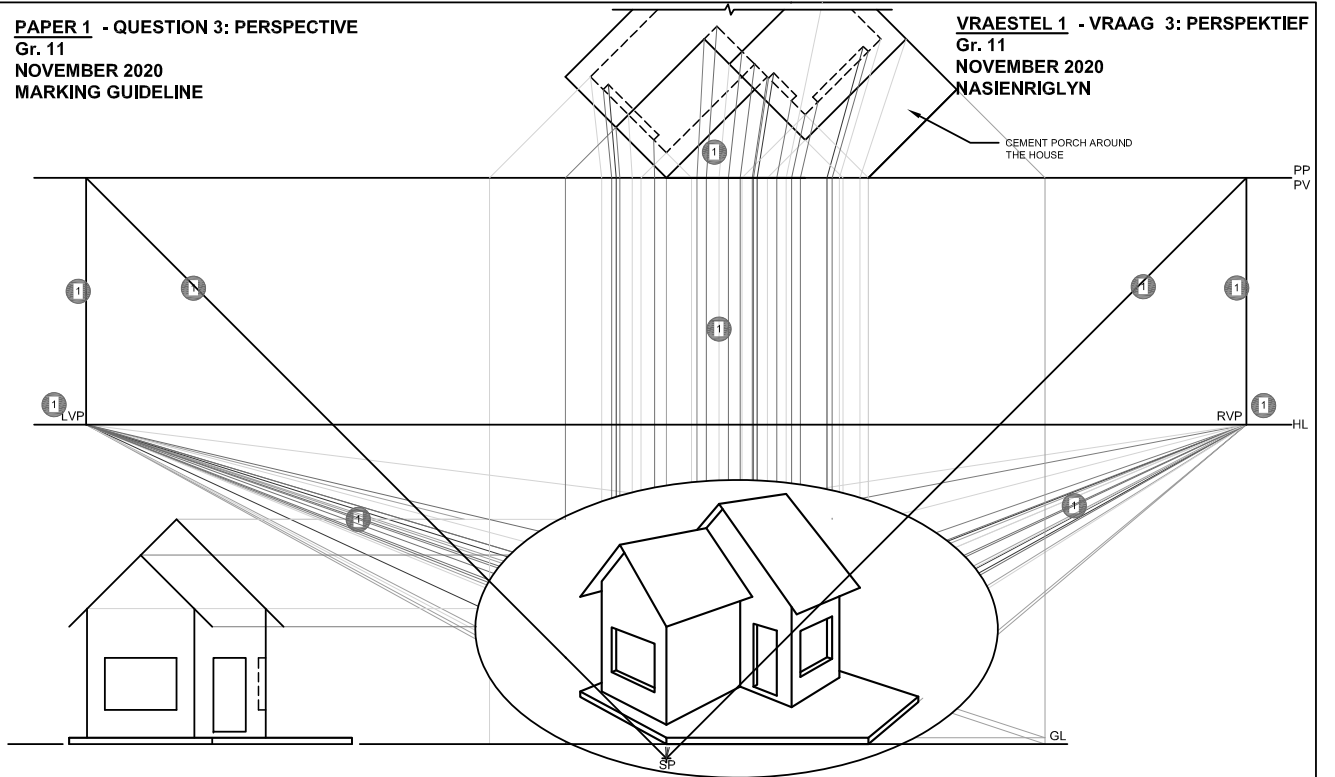 PAPER 1 - QUESTION 3: PERSPECTIVE
Gr. 11
NOVEMBER 2020
MARKING GUIDELINE
VRAESTEL 1 - VRAAG 3: PERSPEKTIEF
Gr. 11
NOVEMBER 2020
NASIENRIGLYN
CEMENT PORCH AROUND
THE HOUSE
1
PP
PV
1
1
1
1
1
1
LVP
RVP
1
HL
1
1
GL
SP